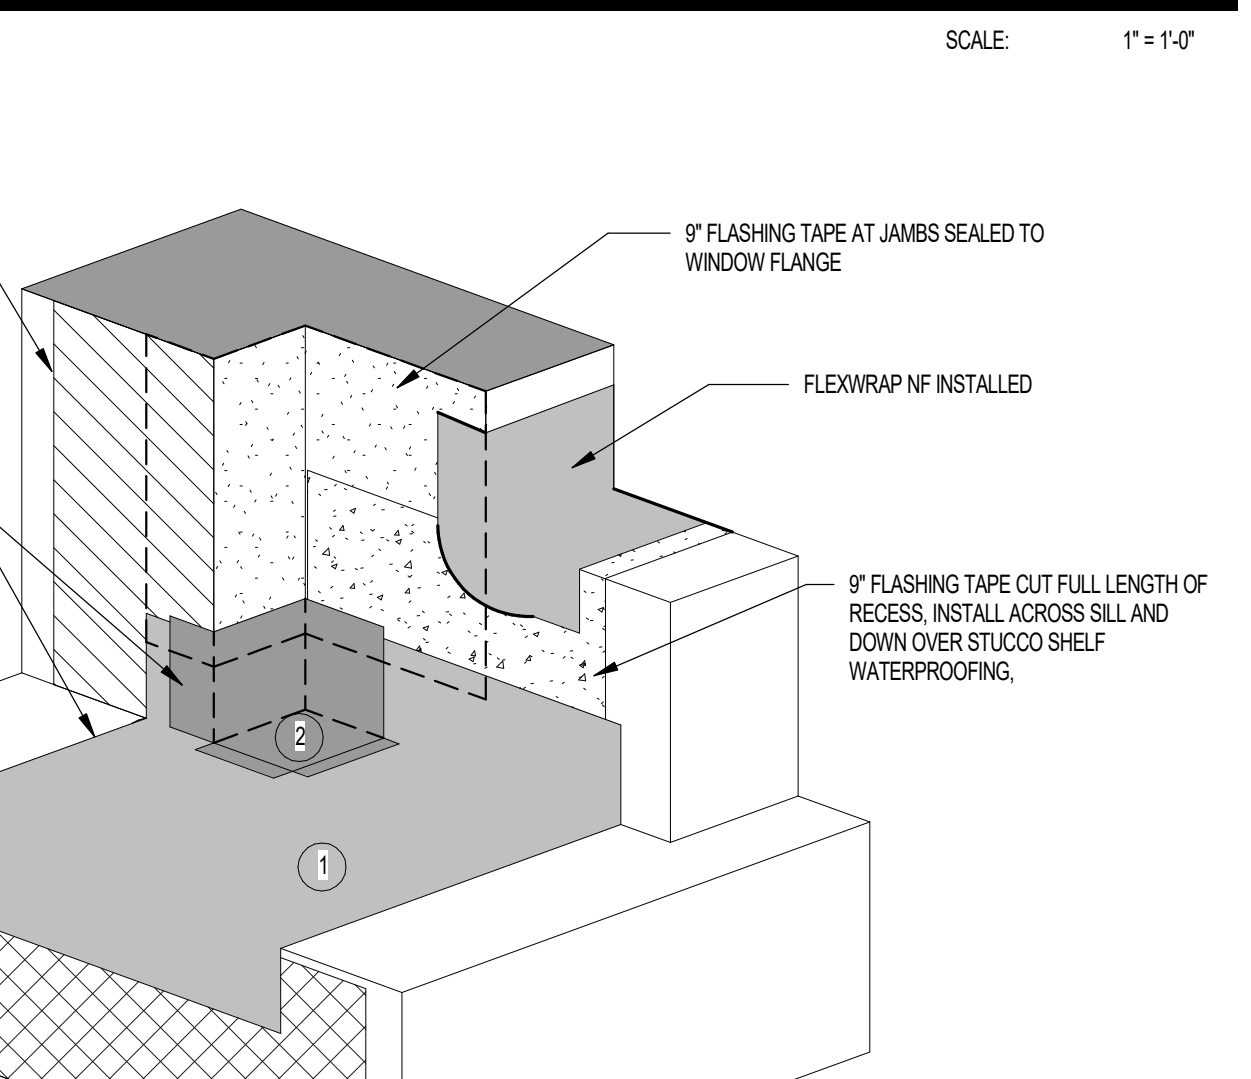 SCALE: 1" = 1'-0"
9" FLASHING TAPE AT JAMBS SEALED TO
WINDOW FLANGE
FLEXWRAP NF INSTALLED
9" FLASHING TAPE CUT FULL LENGTH OF
RECESS, INSTALL ACROSS SILL AND
DOWN OVER STUCCO SHELF
WATERPROOFING,
2
1